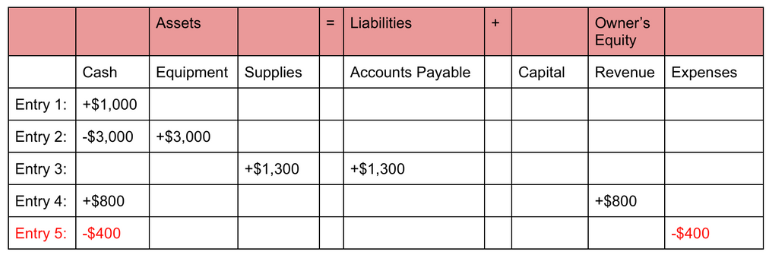 Assets = Liabilities + Owner's Equity
Cash Equipment Supplies Accounts Payable Capital Revenue Expenses
Entry 1: +$1,000
Entry 2: -$3,000 +$3,000
Entry 3: +$1,300 +$1,300
Entry 4: +$800 +$800
Entry 5: -$400 -$400